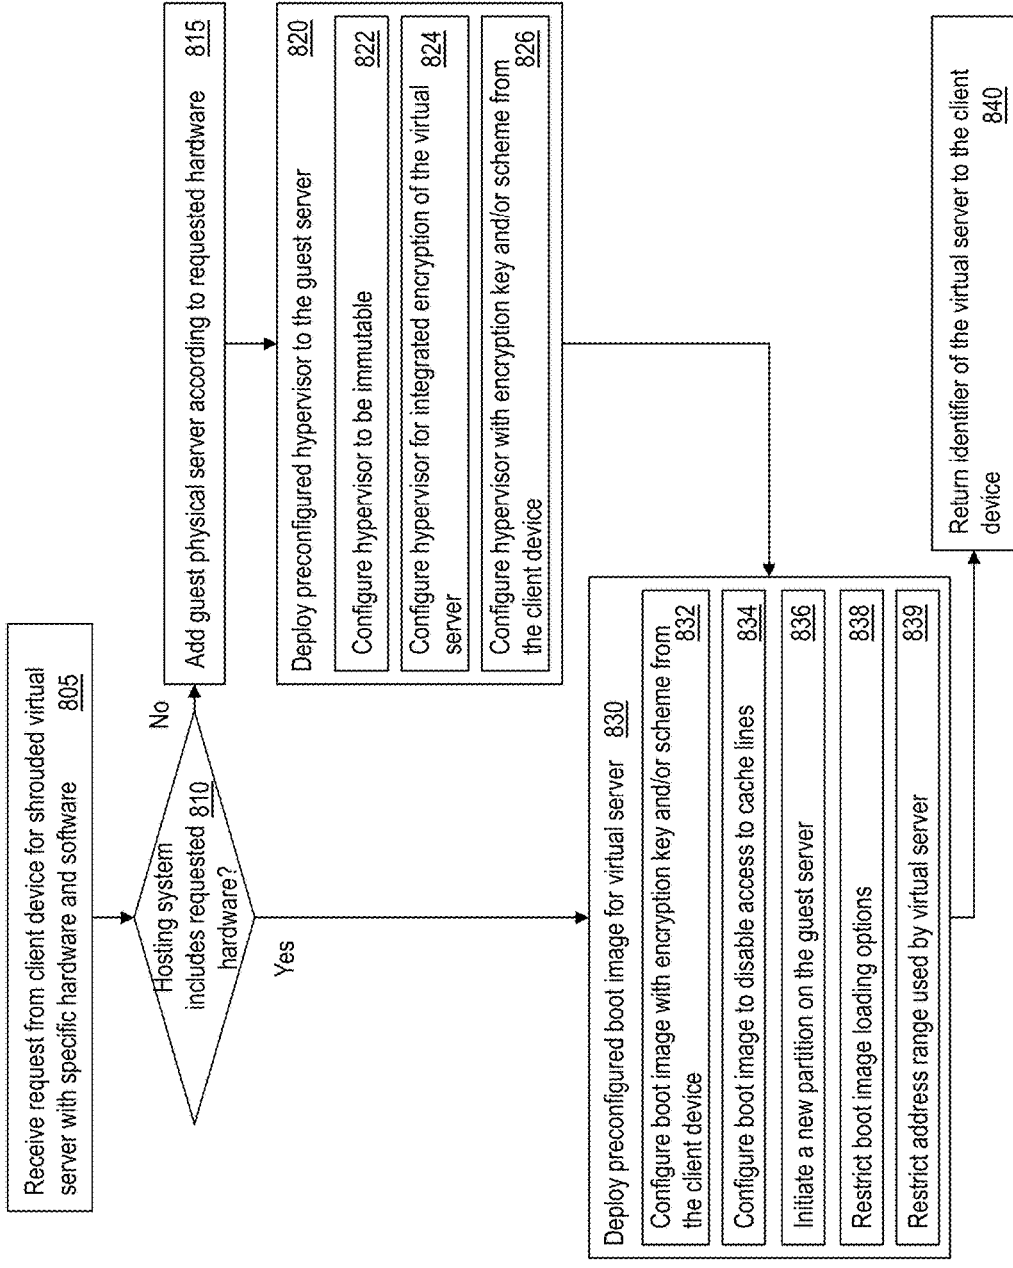 Receive request from client device for shrouded virtual
server with specific hardware and software 805
Hosting system
includes requested 810
hardware?
No
Yes
Add guest physical server according to requested hardware 815
Deploy preconfigured hypervisor to the guest server 820
Configure hypervisor to be immutable 822
Configure hypervisor for integrated encryption of the virtual
server 824
Configure hypervisor with encryption key and/or scheme from
the client device 826
Deploy preconfigured boot image for virtual server 830
Configure boot image with encryption key and/or scheme from
the client device 832
Configure boot image to disable access to cache lines 834
Initiate a new partition on the guest server 836
Restrict boot image loading options 838
Restrict address range used by virtual server 839
Return identifier of the virtual server to the client
device 840